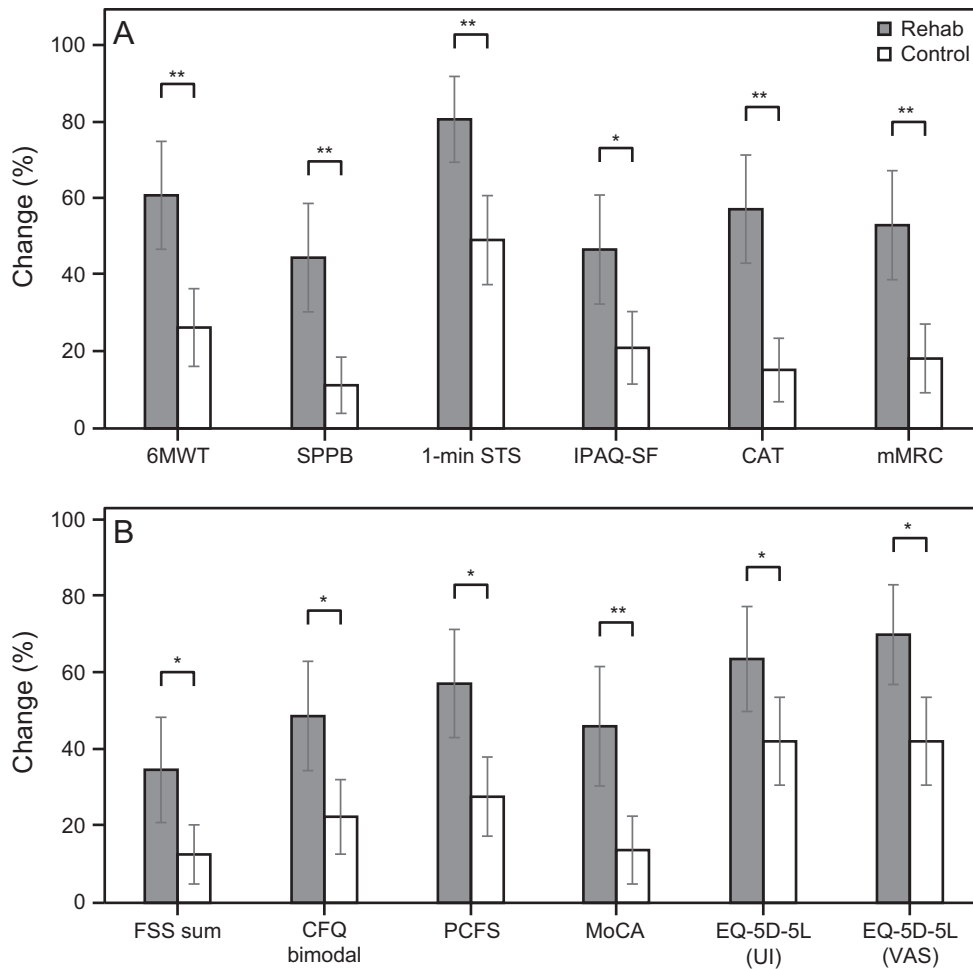 A
Rehab
Control
Change (%)
100
80
60
40
20
0
**
**
**
*
**
**
6MWT
SPPB
1-min STS
IPAQ-SF
CAT
mMRC
B
Change (%)
100
80
60
40
20
0
*
*
*
**
*
*
FSS sum
CFQ
bimodal
PCFS
MoCA
EQ-5D-5L
(UI)
EQ-5D-5L
(VAS)